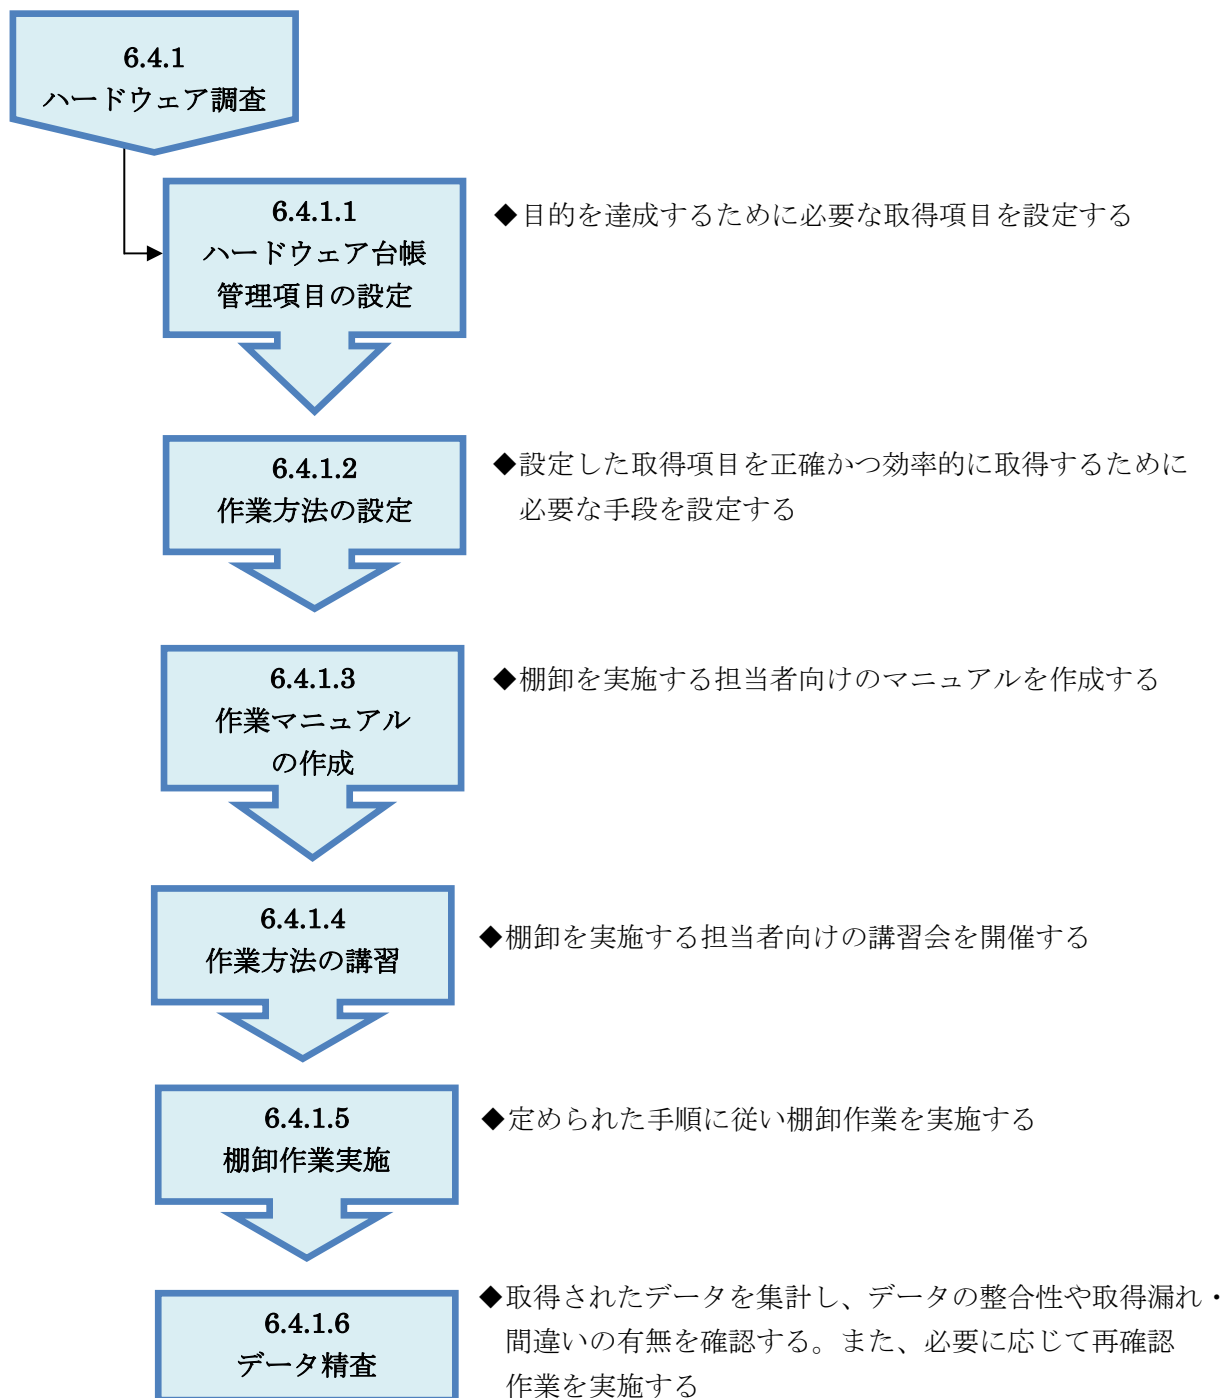 6.4.1
ハードウェア調査
6.4.1.1
ハードウェア台帳
管理項目の設定
◆目的を達成するために必要な取得項目を設定する
6.4.1.2
作業方法の設定
◆設定した取得項目を正確かつ効率的に取得するために
必要な手段を設定する
6.4.1.3
作業マニュアル
の作成
◆棚卸を実施する担当者向けのマニュアルを作成する
6.4.1.4
作業方法の講習
◆棚卸を実施する担当者向けの講習会を開催する
6.4.1.5
棚卸作業実施
◆定められた手順に従い棚卸作業を実施する
6.4.1.6
データ精査
◆取得されたデータを集計し、データの整合性や取得漏れ・
間違いの有無を確認する。また、必要に応じて再確認
作業を実施する